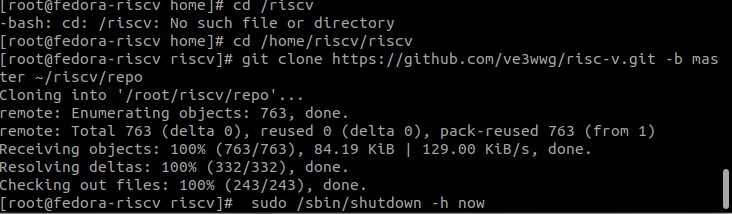 [root@fedora-riscv home]# cd /riscv
-bash: cd: /riscv: No such file or directory
[root@fedora-riscv home]# cd /home/riscv/riscv
[root@fedora-riscv riscv]# git clone https://github.com/ve3wwg/risc-v.git -b mas
ter ~/riscv/repo
Cloning into '/root/riscv/repo'...
remote: Enumerating objects: 763, done.
remote: Total 763 (delta 0), reused 0 (delta 0), pack-reused 763 (from 1)
Receiving objects: 100% (763/763), 84.19 KiB | 129.00 KiB/s, done.
Resolving deltas: 100% (332/332), done.
Checking out files: 100% (243/243), done.
[root@fedora-riscv riscv]#  sudo /sbin/shutdown -h now